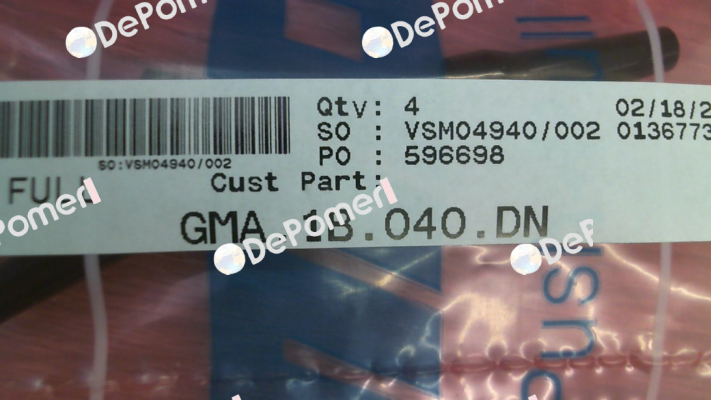 DePomeri
DePomeri
Qty: 4 02/18/2
SO : VSM04940/002 0136773
PO : 596698
SO:VSM04940/002
FULL Cust Part:
DePomeri
DePomeri
GMA.1B.040.DN
DePomeri
DePomeri